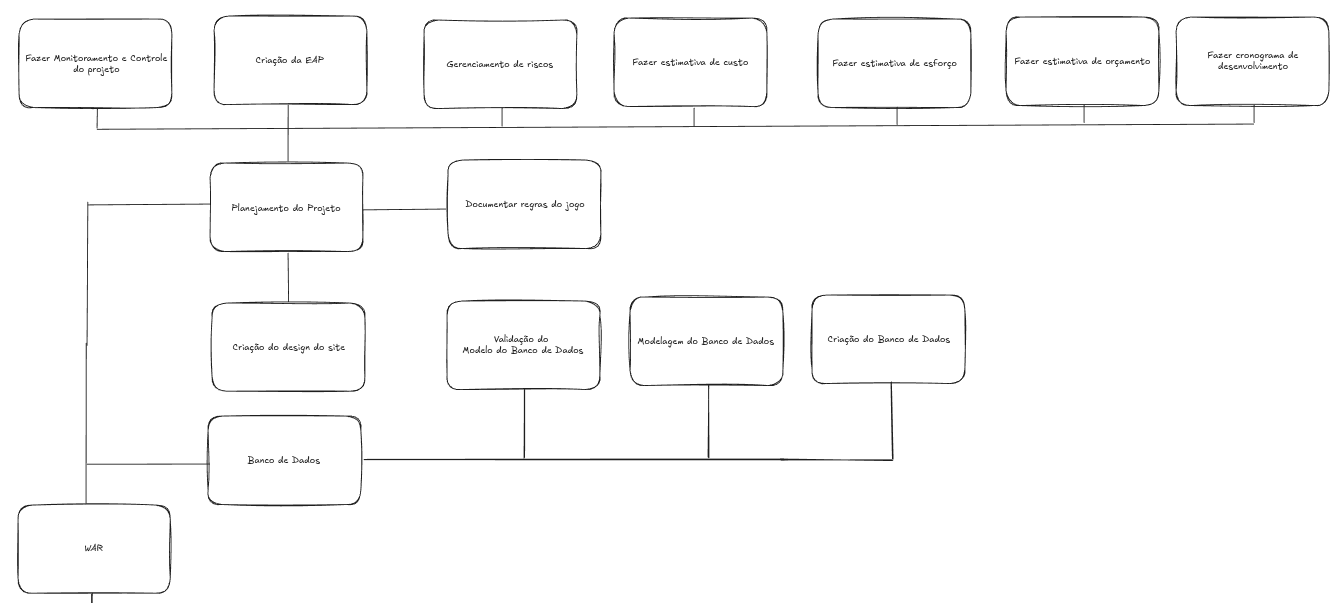 Fazer Monitoramento e Controle
do projeto
Criação da EAP
Gerenciamento de riscos
Fazer estimativa de custo
Fazer estimativa de esforço
Fazer estimativa de orçamento
Fazer cronograma de
desenvolvimento
Planejamento do Projeto
Documentar regras do jogo
Criação do design do site
Validação do
Modelo do Banco de Dados
Modelagem do Banco de Dados
Criação do Banco de Dados
Banco de Dados
WAR